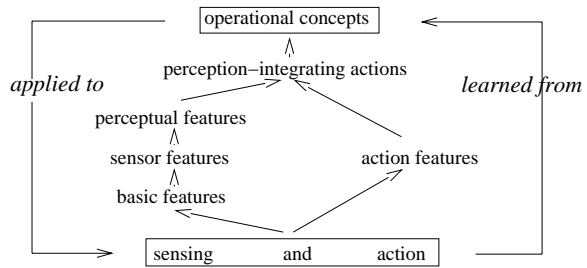 operational concepts
perception−integrating actions
applied to
learned from
perceptual features
sensor features
action features
basic features
sensing and action